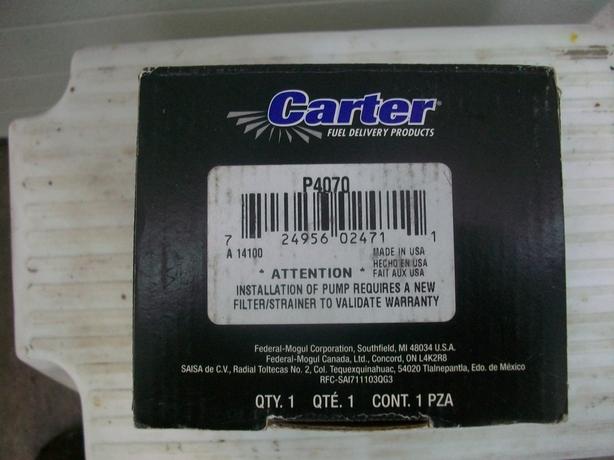 Carter®
FUEL DELIVERY PRODUCTS
P4070
7 24956 02471 1
A 14100
MADE IN USA
HECHO EN USA
FAIT AUX USA
* ATTENTION *
INSTALLATION OF PUMP REQUIRES A NEW
FILTER/STRAINER TO VALIDATE WARRANTY
Federal-Mogul Corporation, Southfield, MI 48034 U.S.A.
Federal-Mogul Canada, Ltd., Concord, ON L4K2R8
SAISA de C.V., Radial Toltecas No. 2, Col. Tequexquinahuac, 54020 Tlalnepantla, Edo. de México
RFC-SAI711103QG3
QTY. 1 QTÉ. 1 CONT. 1 PZA